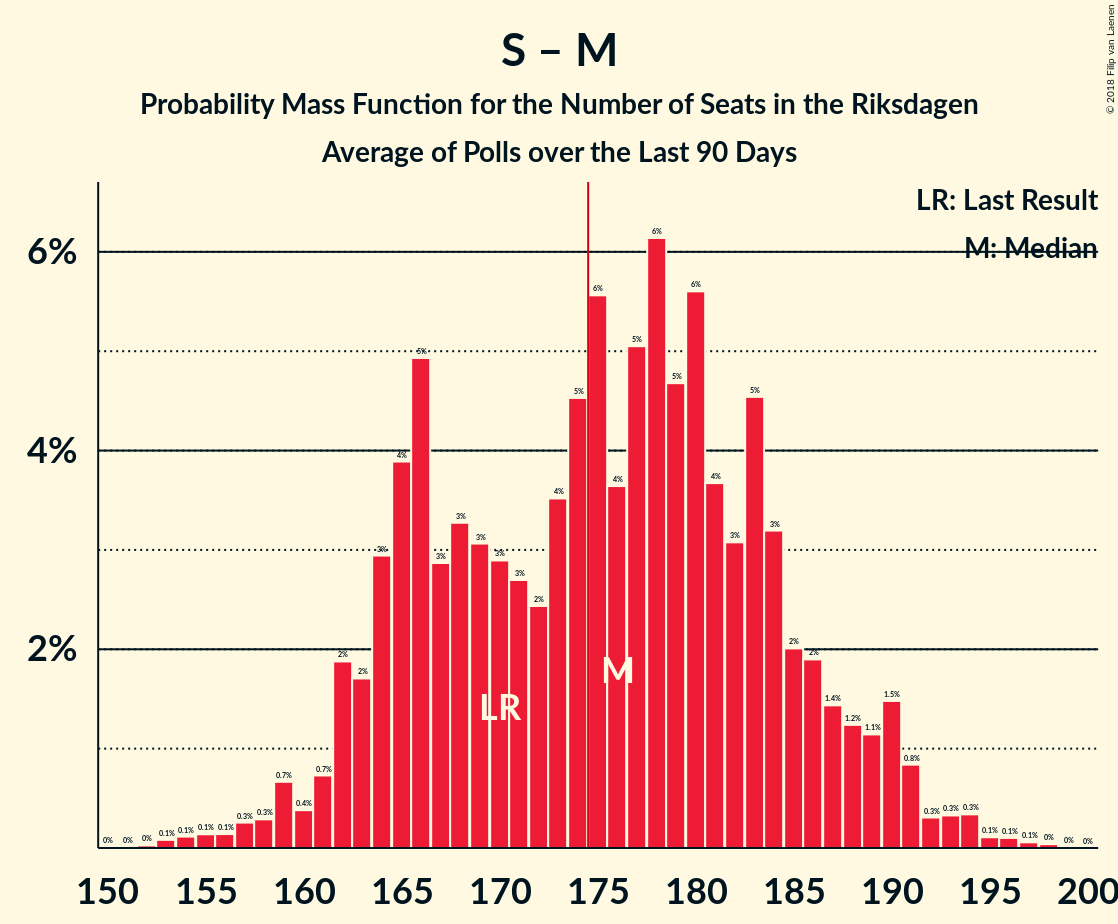 S – M
Probability Mass Function for the Number of Seats in the Riksdagen
Average of Polls over the Last 90 Days
© 2018 Filip van Laenen
LR: Last Result
M: Median
6%
4%
2%
0% 0% 0% 0.1% 0.1% 0.1% 0.1% 0.3% 0.3% 0.7% 0.4% 0.7% 2% 2% 3% 4% 5% 3% 3% 3% 3% 3% 2% 4% 5% 6% 4% 5% 6% 5% 6% 4% 3% 5% 3% 2% 2% 1.4% 1.2% 1.1% 1.5% 0.8% 0.3% 0.3% 0.3% 0.1% 0.1% 0.1% 0% 0% 0%
LR
M
150 155 160 165 170 175 180 185 190 195 200